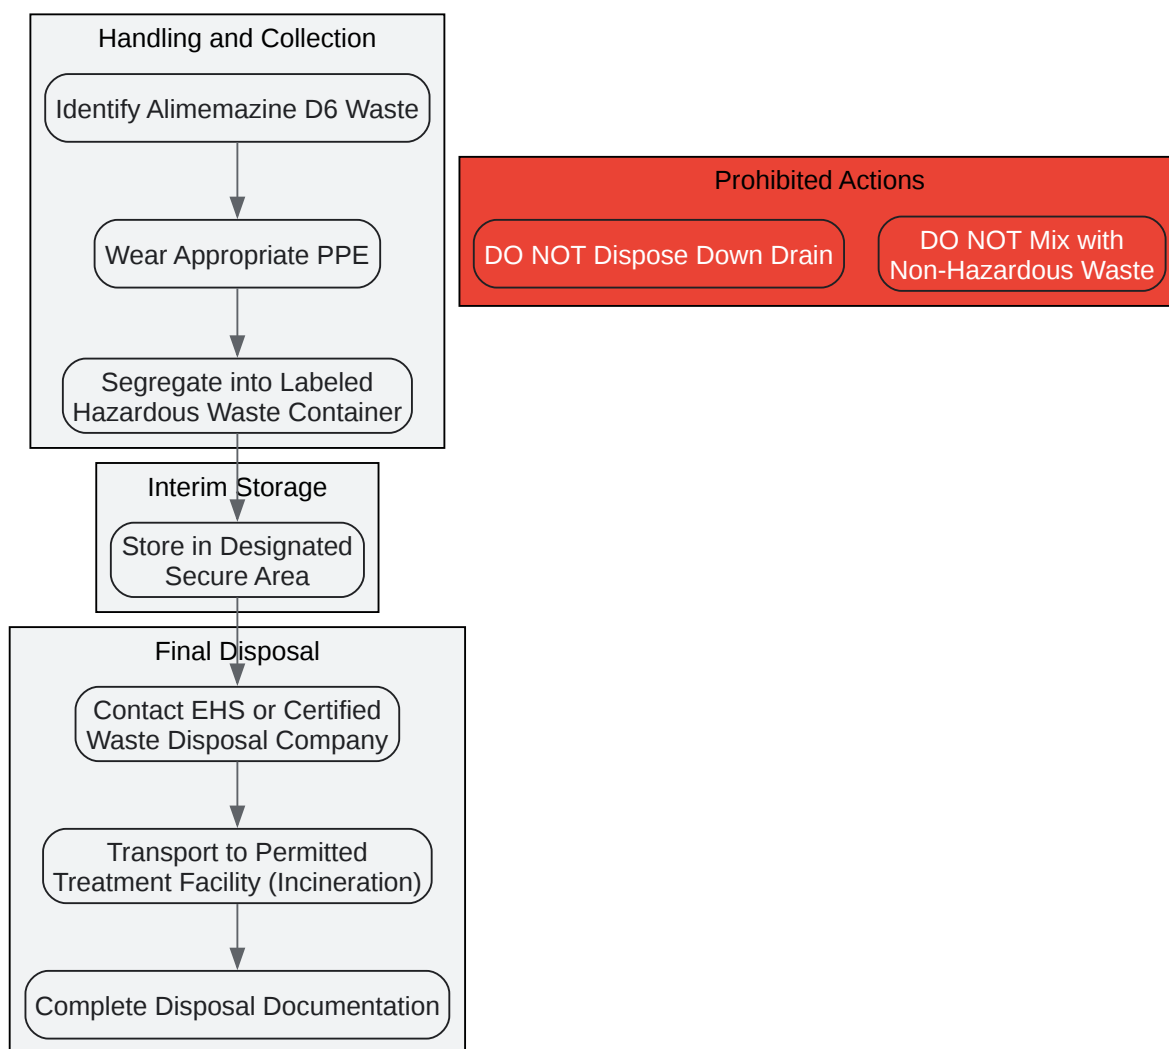 Handling and Collection
Identify Alimemazine D6 Waste
Wear Appropriate PPE
Segregate into Labeled
Hazardous Waste Container
Prohibited Actions
DO NOT Dispose Down Drain
DO NOT Mix with
Non-Hazardous Waste
Interim Storage
Store in Designated
Secure Area
Final Disposal
Contact EHS or Certified
Waste Disposal Company
Transport to Permitted
Treatment Facility (Incineration)
Complete Disposal Documentation